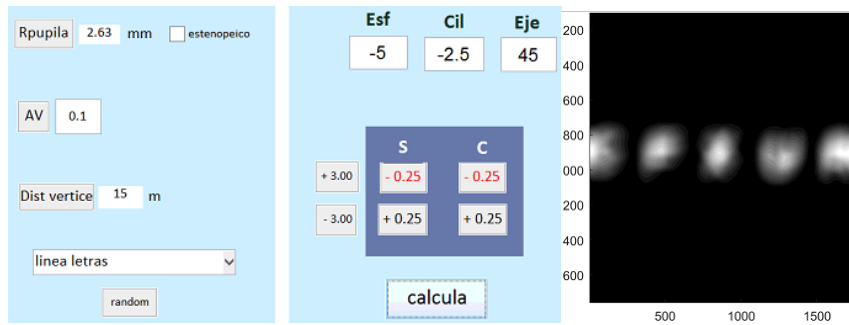 Rpupila 2.63 mm estenopeico
AV 0.1
Dist vertice 15 m
linea letras
random
Esf Cil Eje
-5 -2.5 45
S C
+ 3.00 - 0.25 - 0.25
- 3.00 + 0.25 + 0.25
calcula
200
400
600
800
000
200
400
600
500 1000 1500